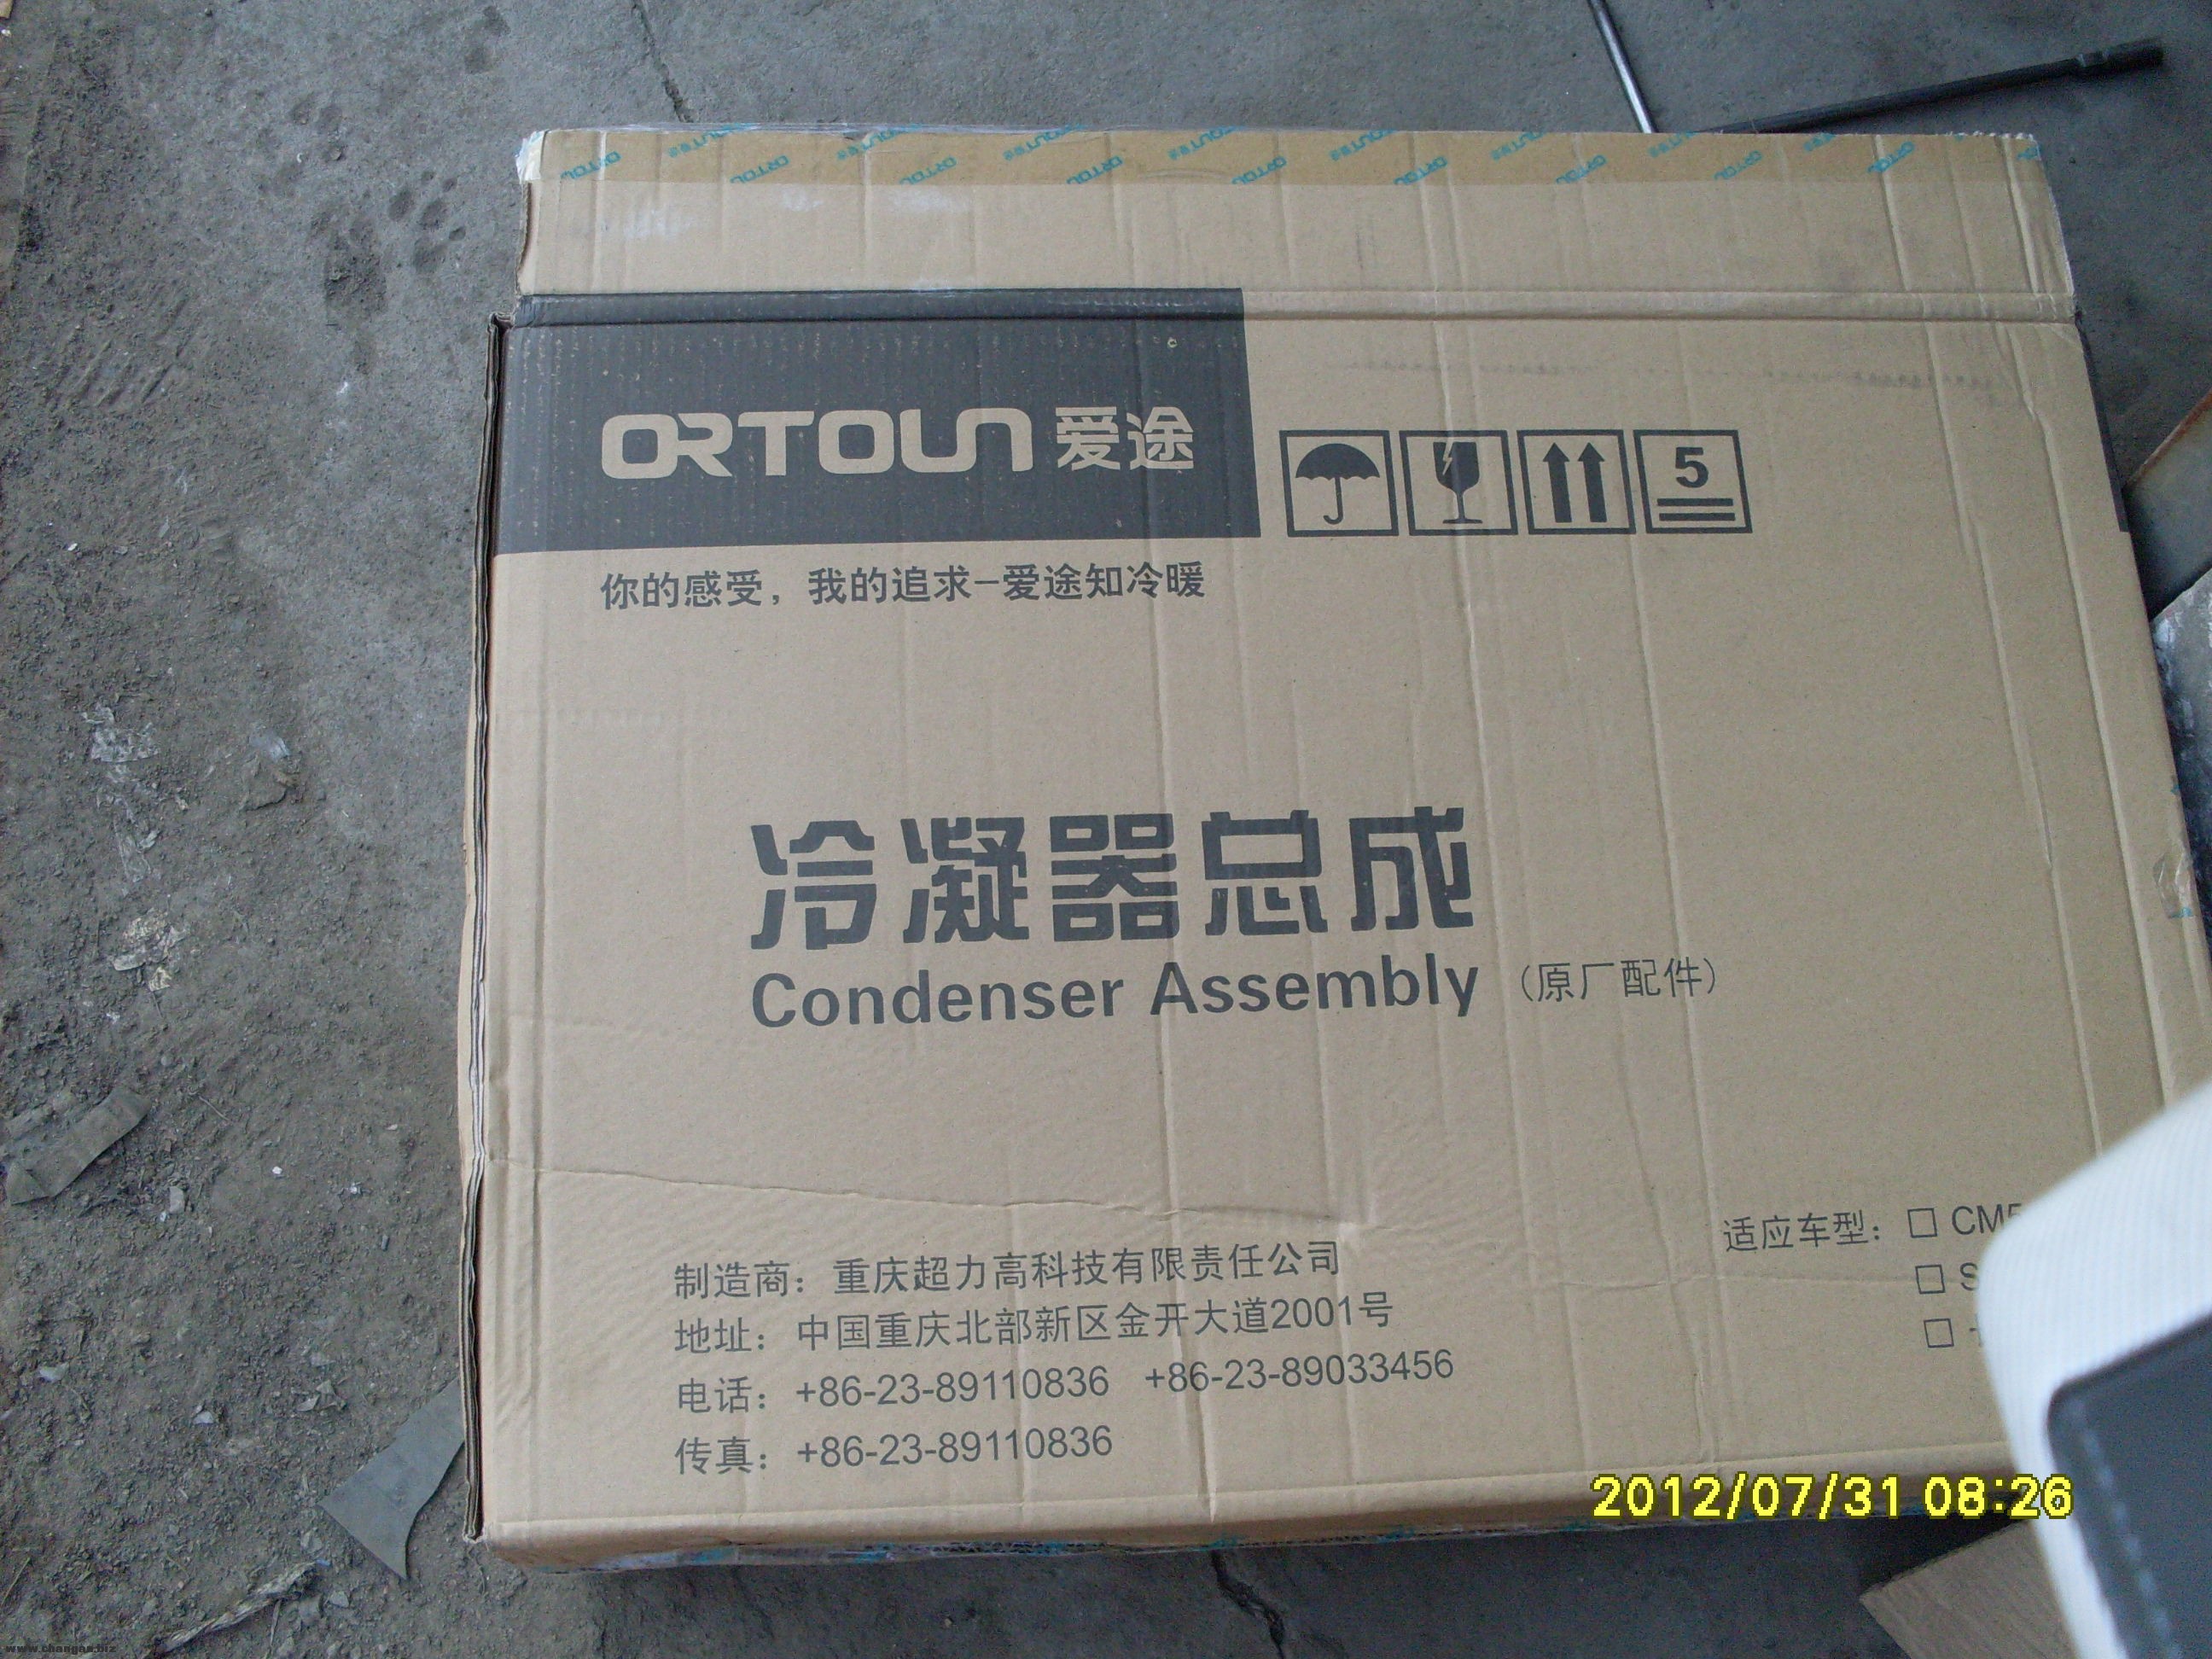 ORTOUN 爱途
5
你的感受，我的追求-爱途知冷暖
冷凝器总成
Condenser Assembly（原厂配件）
适应车型：□ CM5
□ S
□
制造商：重庆超力高科技有限责任公司
地址：中国重庆北部新区金开大道2001号
电话：+86-23-89110836 +86-23-89033456
传真：+86-23-89110836
2012/07/31 08:26
www.changan.biz